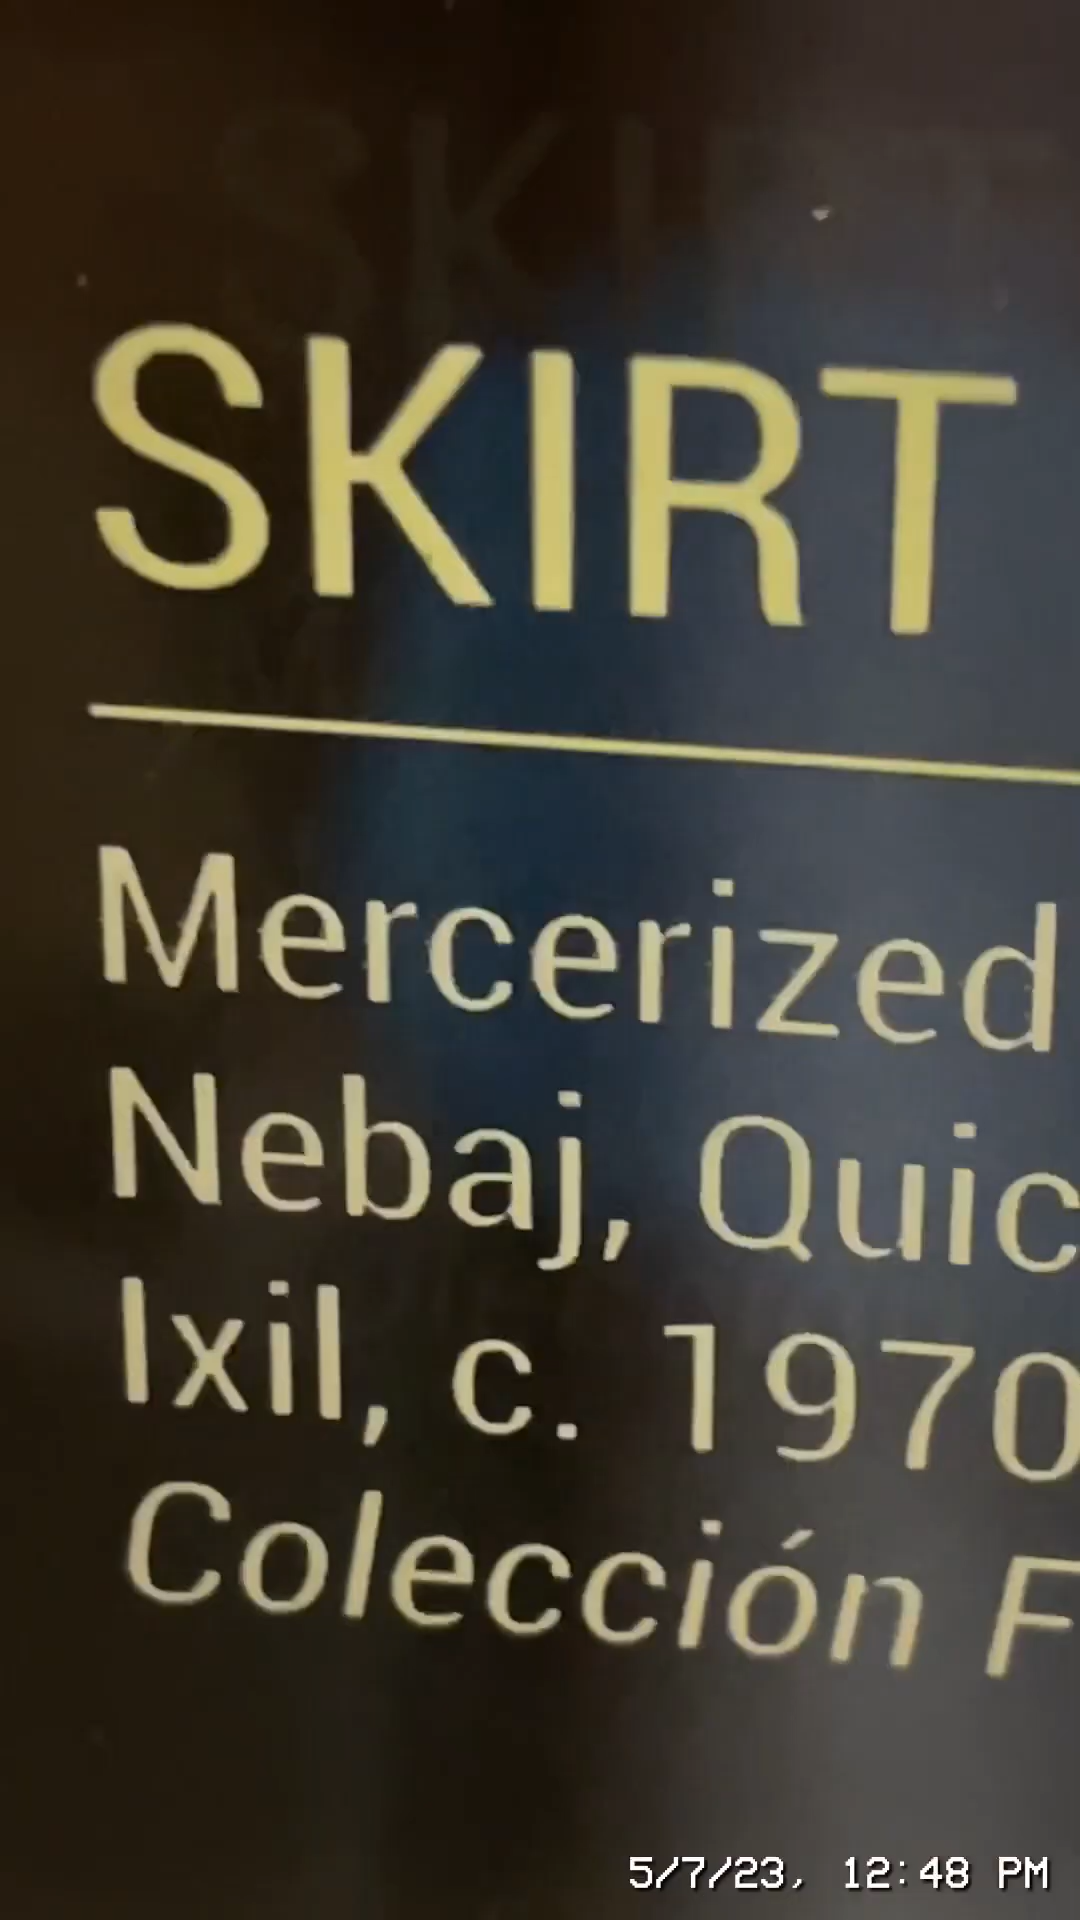 SKIRT
Mercerized
Nebaj, Quic
Ixil, c. 1970
Colección F
5/7/23, 12:48 PM